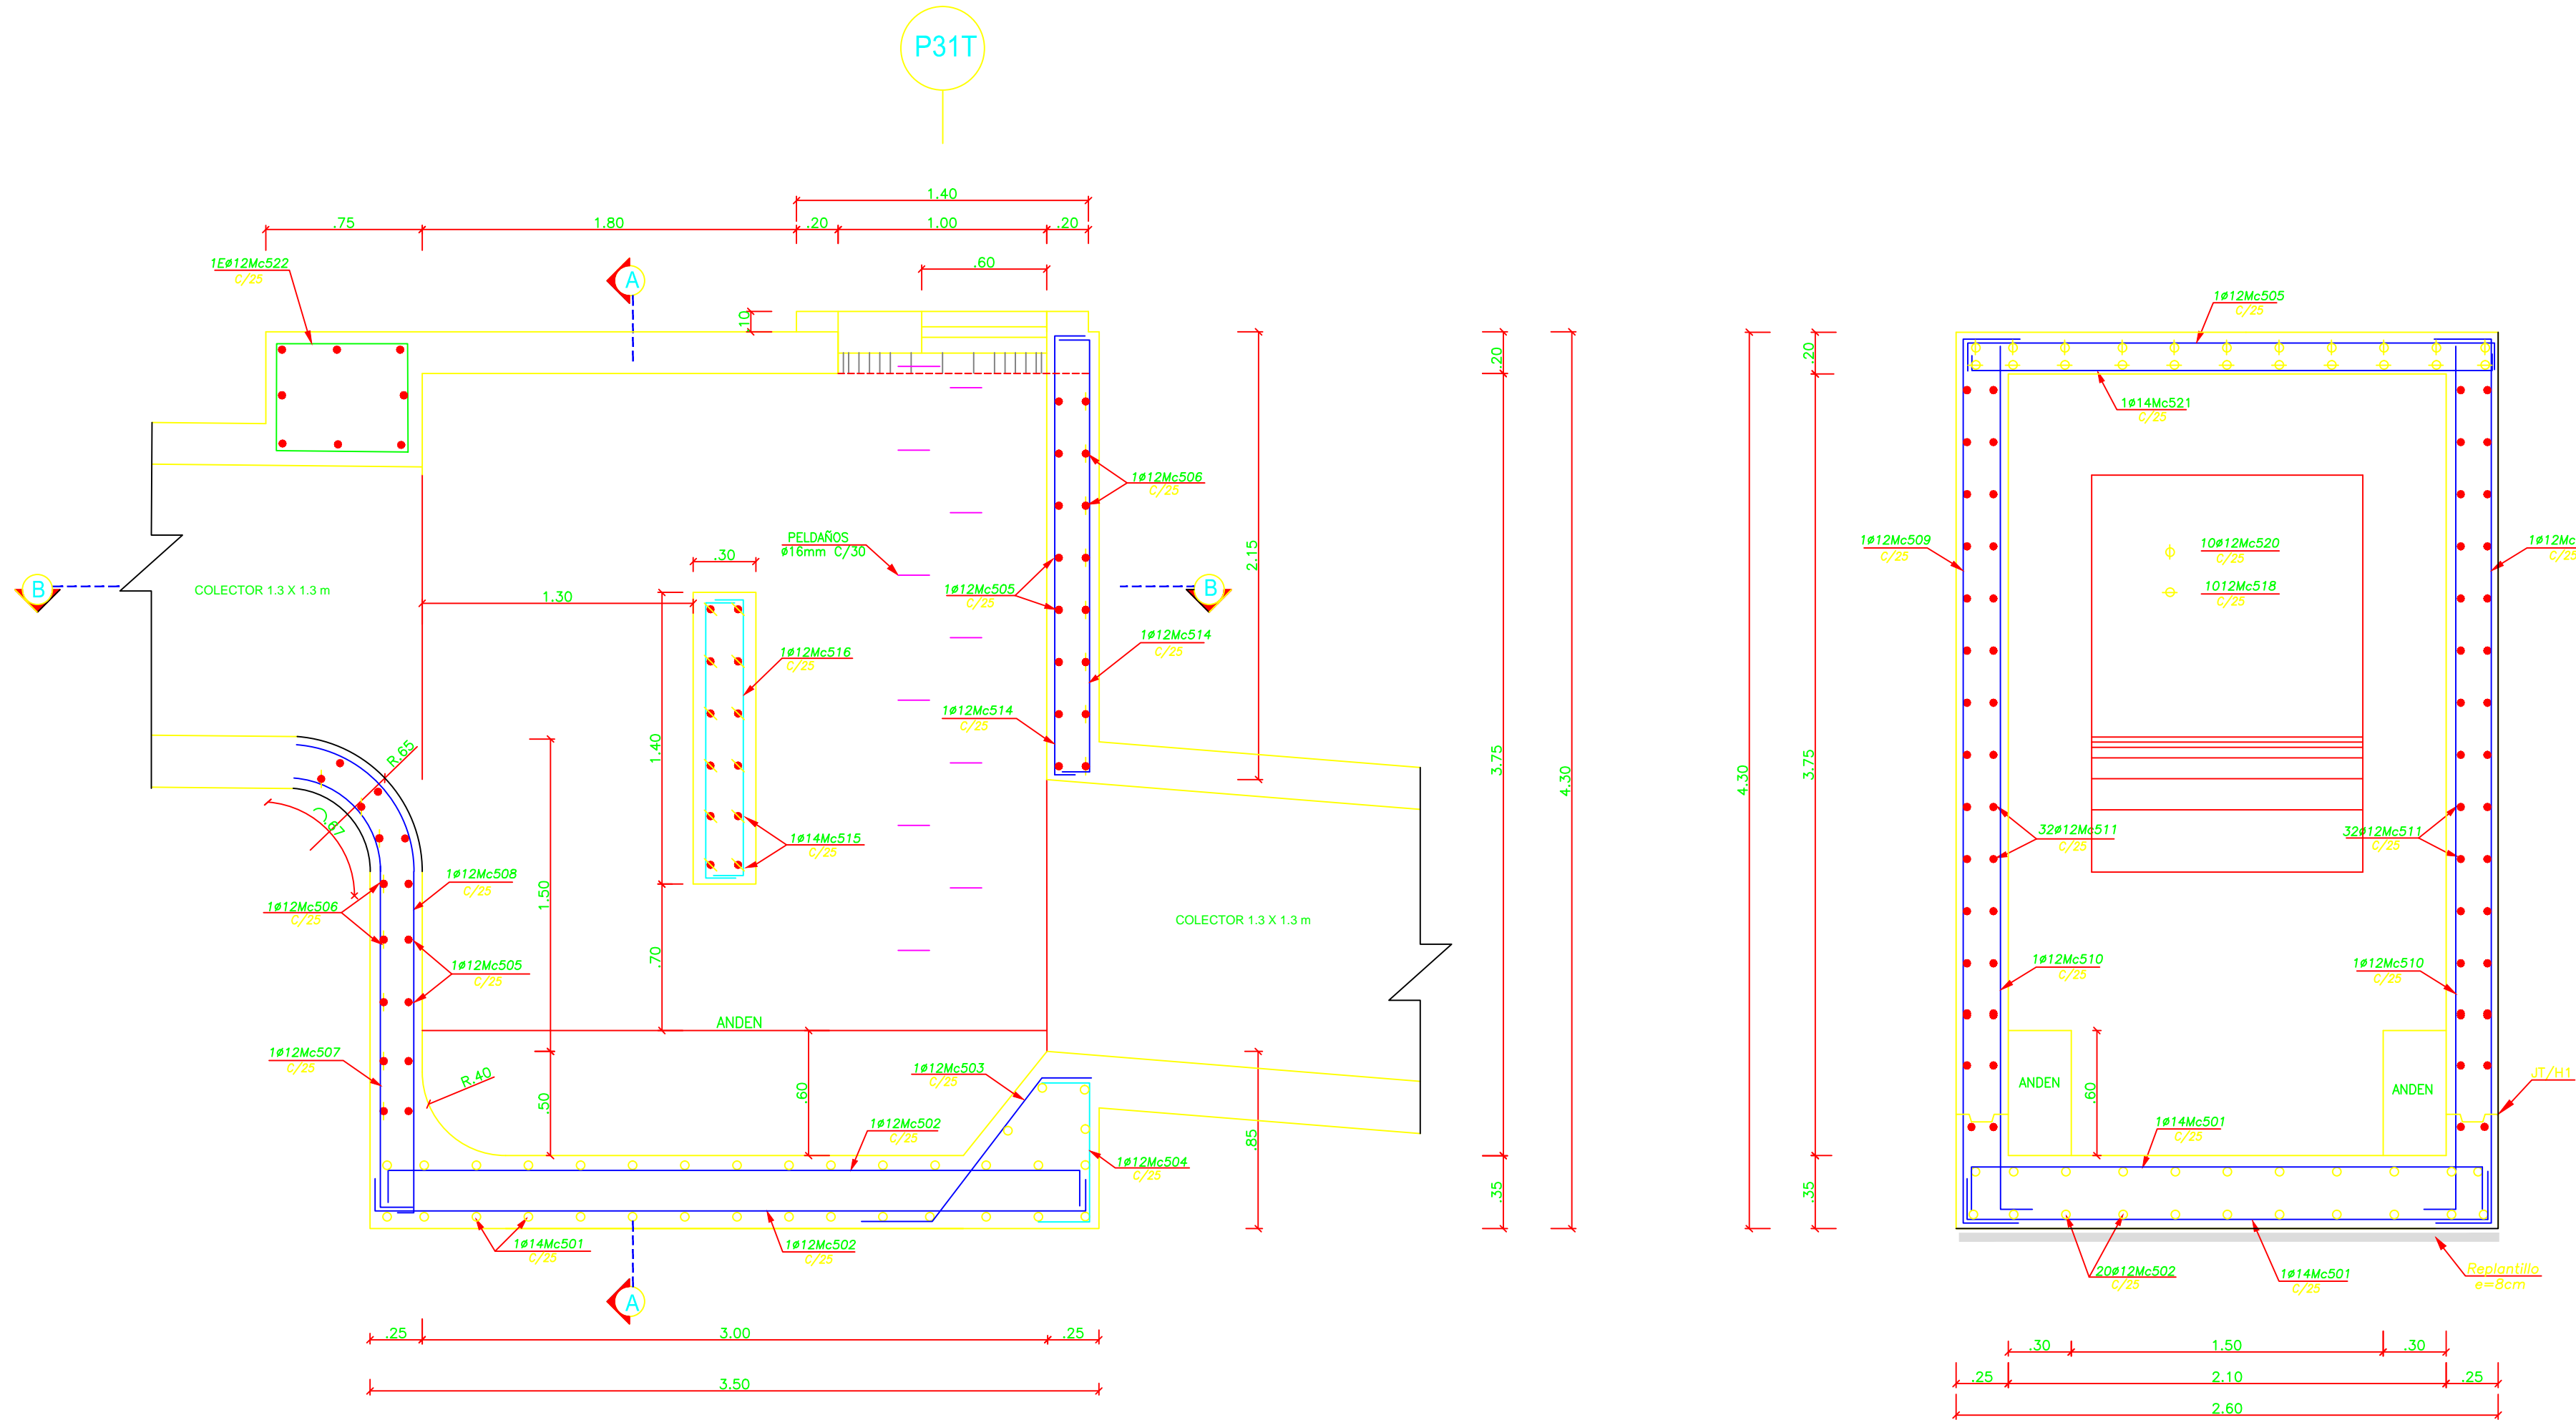 P31T
1.40
.75
1.80
.20
1.00
.20
.60
1Eø12Mc522
C/25
A
.10
1ø12Mc506
C/25
PELDAÑOS
ø16mm C/30
.30
B
COLECTOR 1.3 X 1.3 m
1.30
1ø12Mc505
C/25
B
2.15
1ø12Mc514
C/25
1ø12Mc516
C/25
1ø12Mc514
C/25
1.40
R.65
.67
1ø14Mc515
C/25
1ø12Mc508
C/25
1ø12Mc506
C/25
1.50
COLECTOR 1.3 X 1.3 m
.70
1ø12Mc505
C/25
ANDEN
1ø12Mc507
C/25
R.40
.50
.60
1ø12Mc503
C/25
1ø12Mc502
C/25
.85
1ø12Mc504
C/25
1ø14Mc501
C/25
1ø12Mc502
C/25
A
.25
3.00
.25
3.50
.20
3.75
4.30
.35
4.30
.20
3.75
.35
1ø12Mc505
C/25
1ø14Mc521
C/25
1ø12Mc509
C/25
10ø12Mc520
C/25
1012Mc518
C/25
1ø12Mc
C/25
32ø12Mc511
C/25
32ø12Mc511
C/25
1ø12Mc510
C/25
1ø12Mc510
C/25
ANDEN
.60
ANDEN
JT/H1
1ø14Mc501
C/25
20ø12Mc502
C/25
1ø14Mc501
C/25
Replantillo
e=8cm
.30
1.50
.30
.25
2.10
.25
2.60